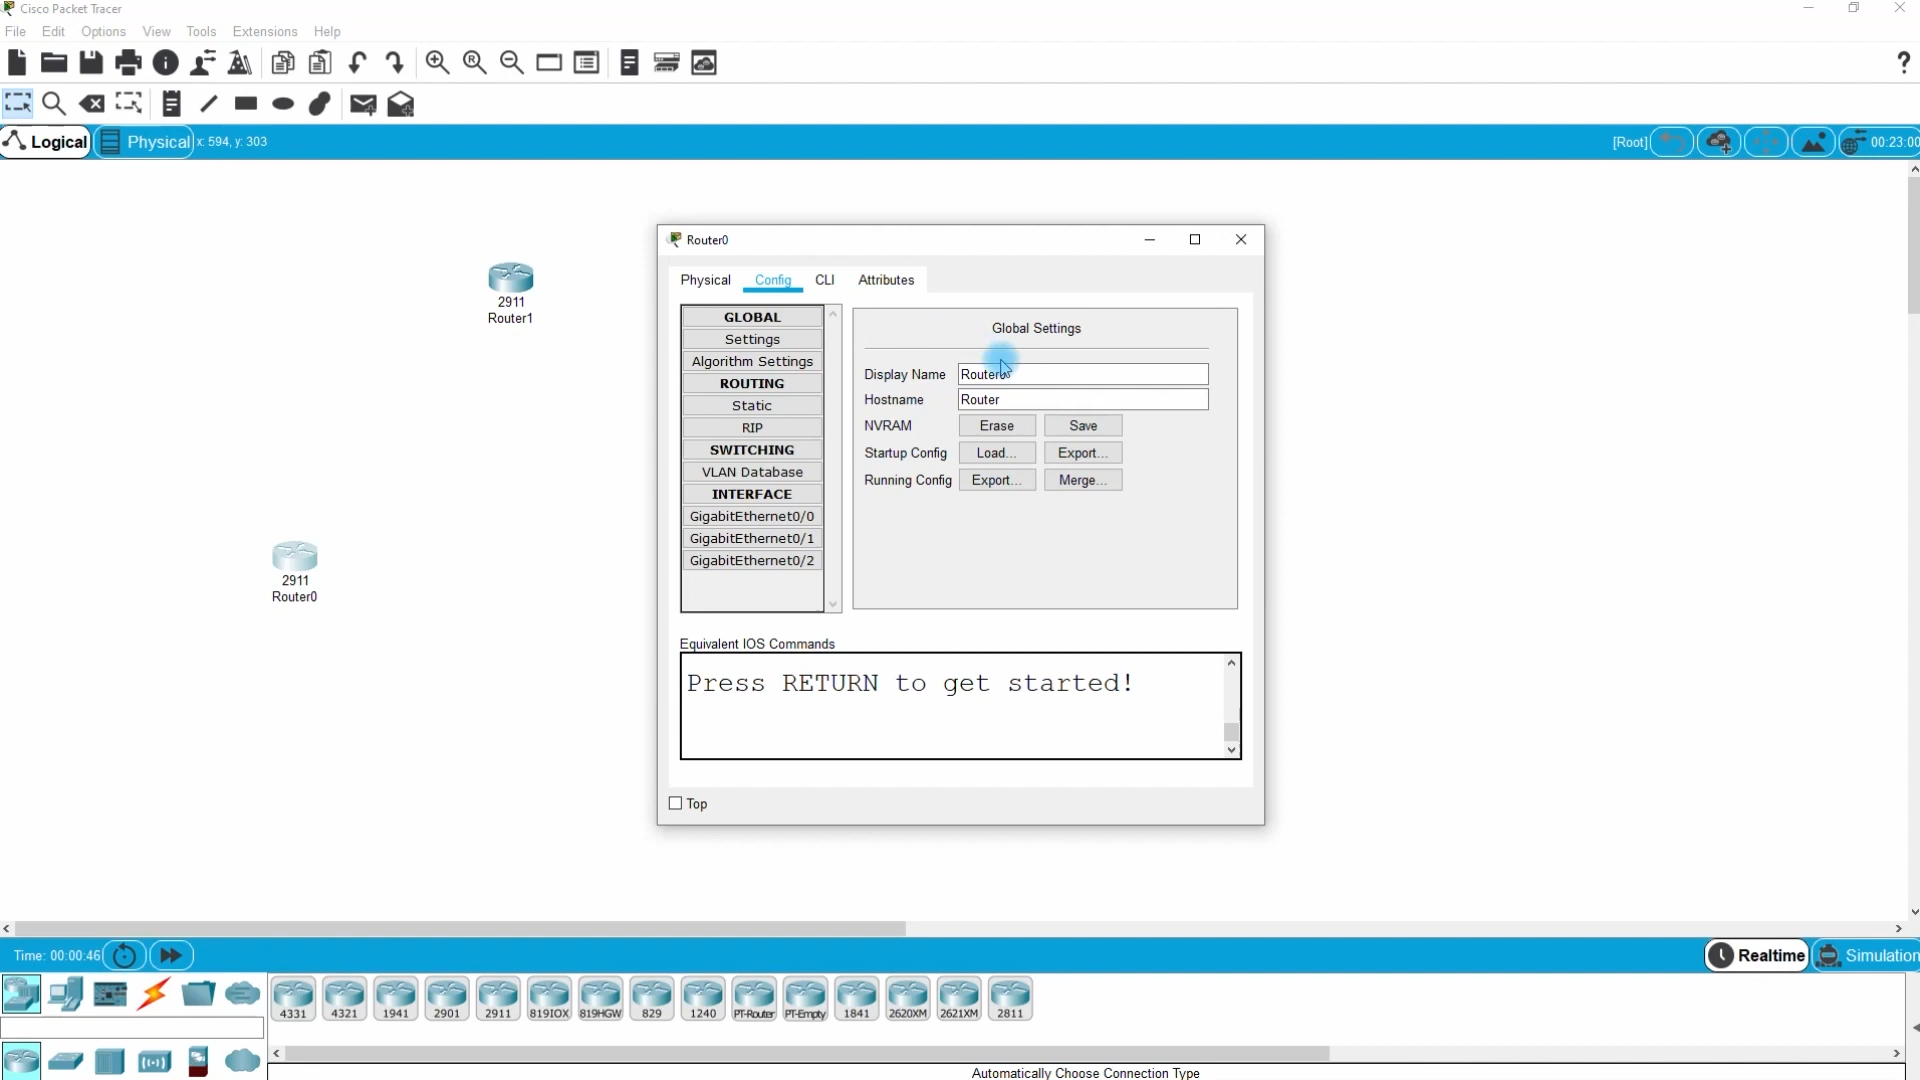 Cisco Packet Tracer
File Edit Options View Tools Extensions Help
Logical Physical x: 594, y: 303 [Root] 00:23:00
Router0
Physical Config CLI Attributes
2911
Router1
GLOBAL
Settings
Algorithm Settings
ROUTING
Static
RIP
SWITCHING
VLAN Database
INTERFACE
GigabitEthernet0/0
GigabitEthernet0/1
GigabitEthernet0/2
Global Settings
Display Name Router0
Hostname Router
NVRAM Erase Save
Startup Config Load... Export...
Running Config Export... Merge...
2911
Router0
Equivalent IOS Commands
Press RETURN to get started!
Top
Time: 00:00:46 Realtime Simulation
4331 4321 1941 2901 2911 819IOX 819HGW 829 1240 PT-Router PT-Empty 1841 2620XM 2621XM 2811
Automatically Choose Connection Type